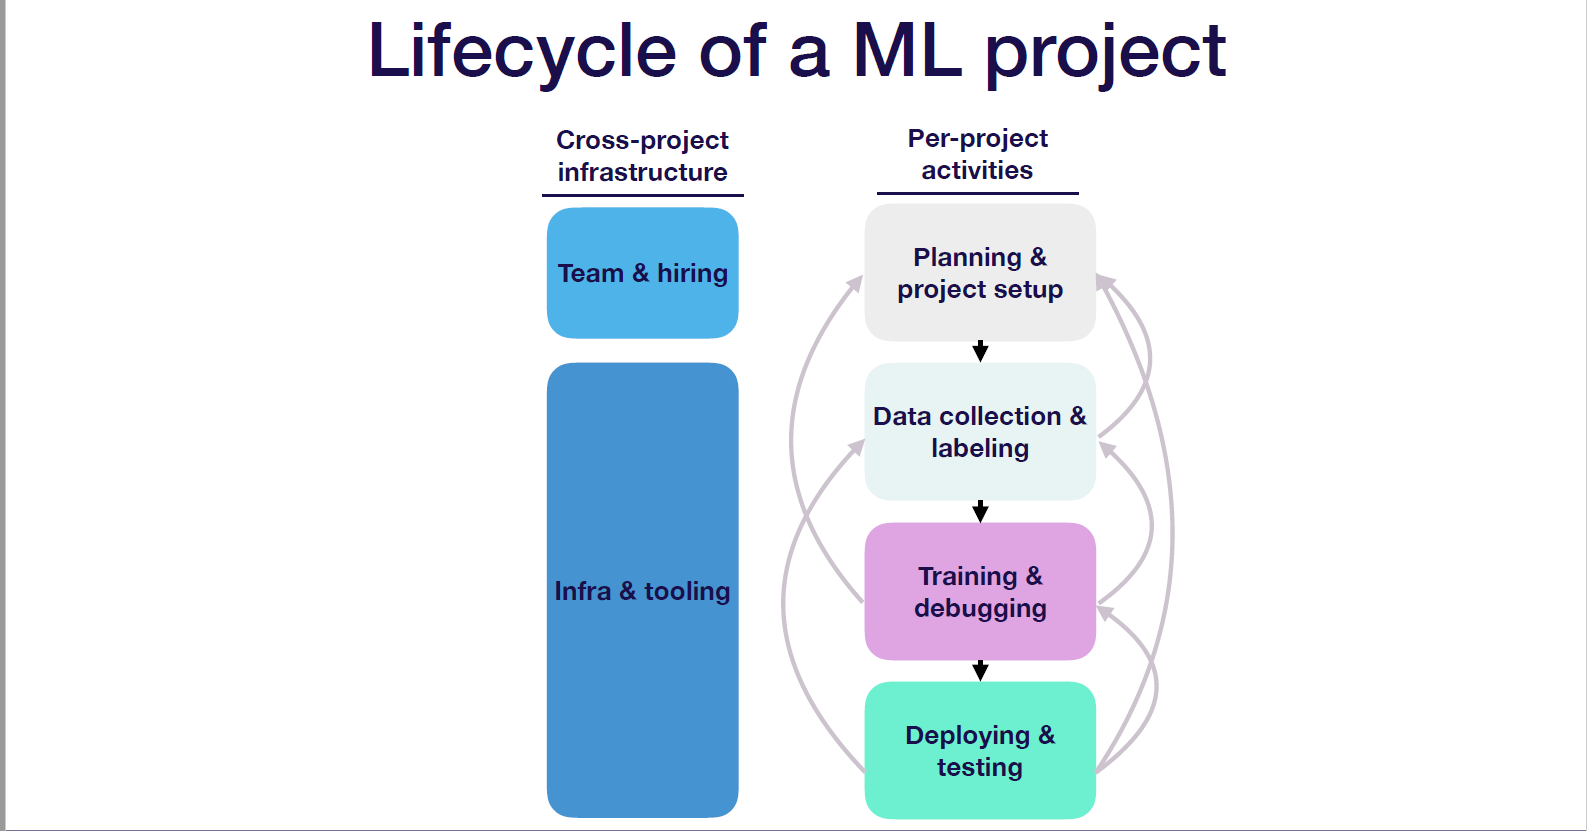 Lifecycle of a ML project
Cross-project
infrastructure
Team & hiring
Infra & tooling
Per-project
activities
Planning &
project setup
Data collection &
labeling
Training &
debugging
Deploying &
testing